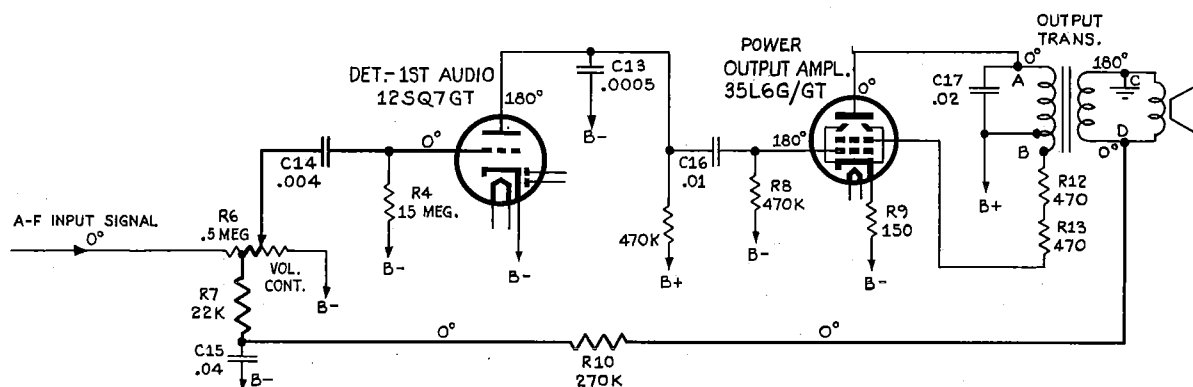 OUTPUT
TRANS.
POWER
OUTPUT AMPL.
35L6G/GT
DET.-1ST AUDIO
12SQ7GT
C13
.0005
B-
180°
0°
C14
.004
0°
R4
15 MEG.
B-
B-
A-F INPUT SIGNAL
0°
R6
.5 MEG
VOL.
CONT.
B-
R7
22K
C15
.04
B-
470K
B+
C16
.01
180°
R8
470K
B-
R9
150
B-
C17
.02
0°
A
B
B+
180°
C
D
0°
R12
470
R13
470
0°
R10
270K
0°